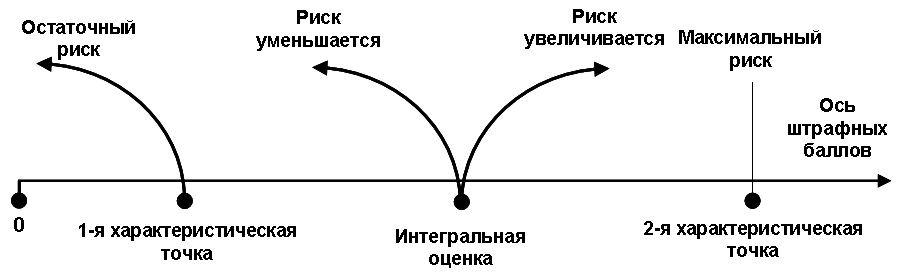 Остаточный
риск
Риск
уменьшается
Риск
увеличивается
Максимальный
риск
Ось
штрафных
баллов
0
1-я характеристическая
точка
Интегральная
оценка
2-я характеристическая
точка